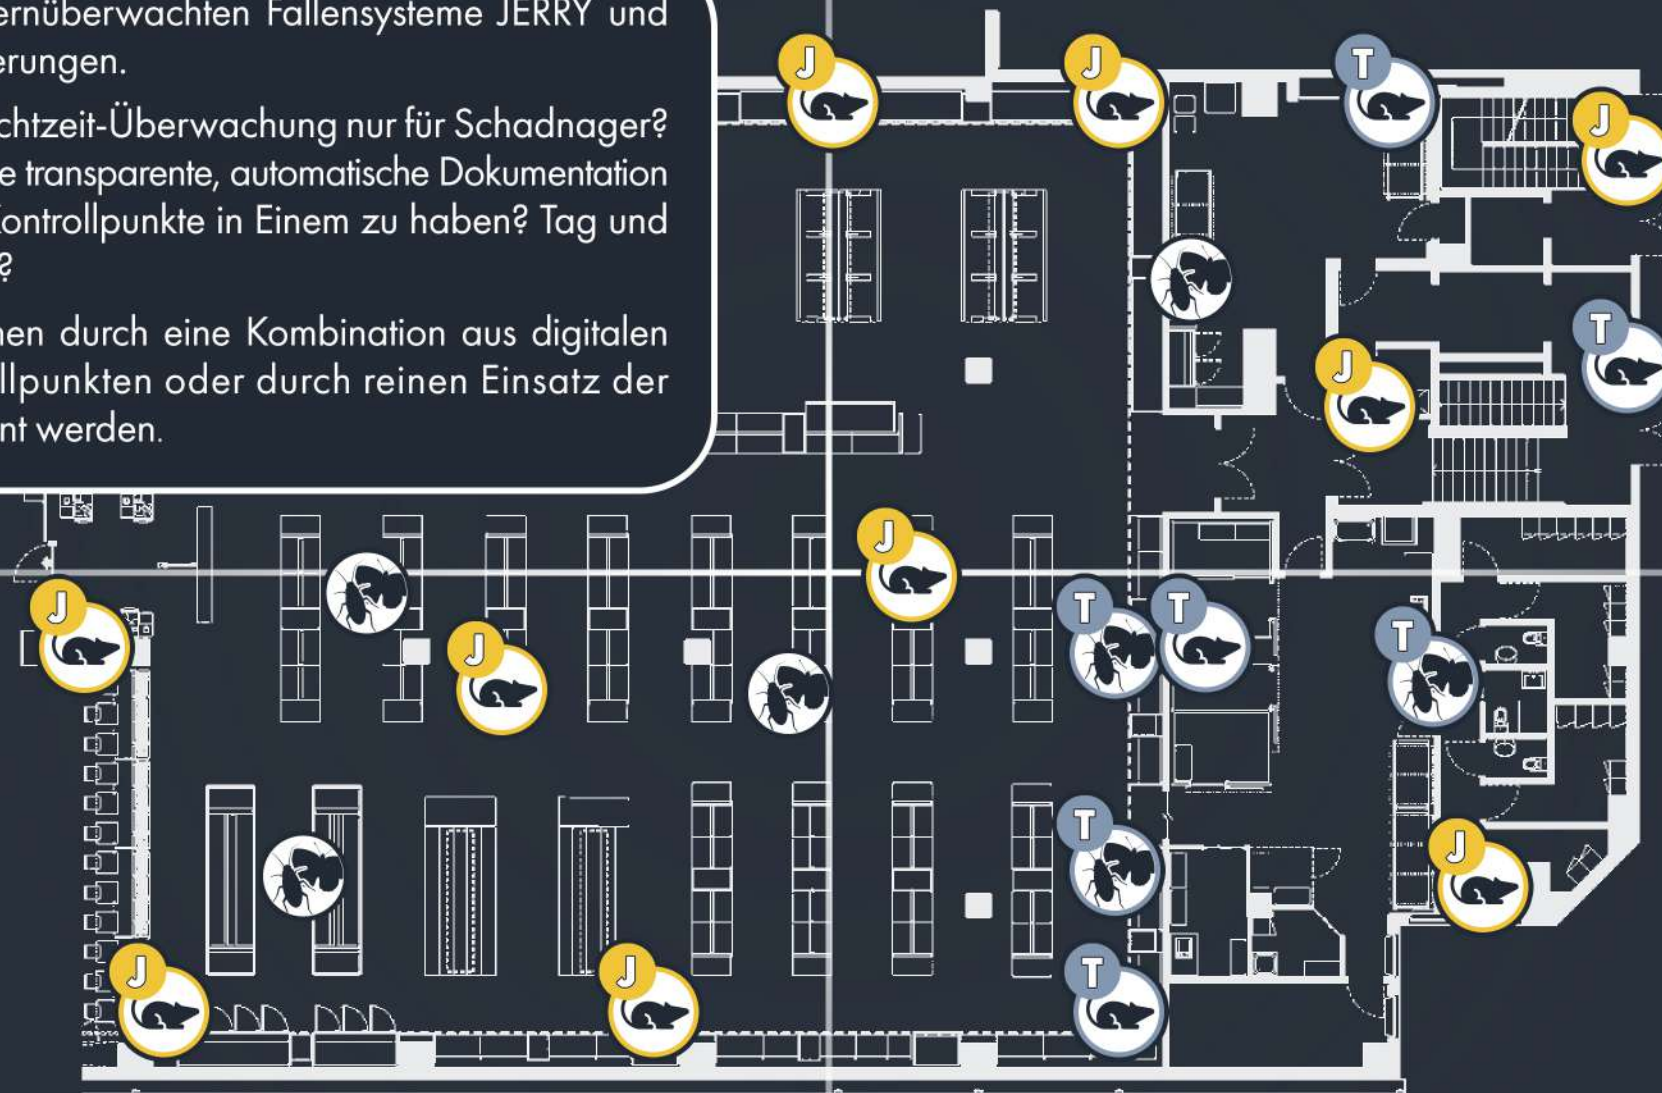 ernüberwachten Fallensysteme JERRY und
erungen.
chtzeit-Überwachung nur für Schadnager?
e transparente, automatische Dokumentation
Kontrollpunkte in Einem zu haben? Tag und
?
nen durch eine Kombination aus digitalen
llpunkten oder durch reinen Einsatz der
nt werden.
J
J
T
J
T
J
J
J
T
T
T
J
T
J
J
J
T